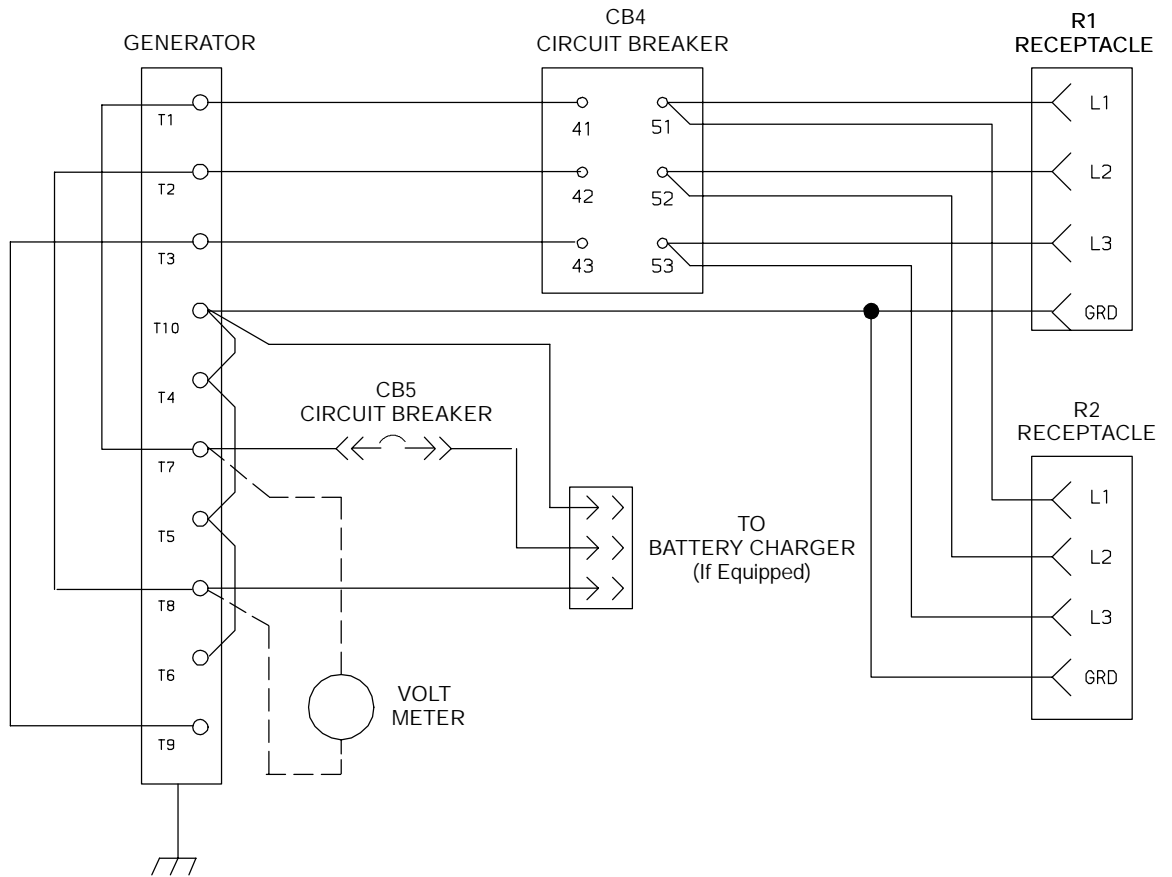 GENERATOR
T1
T2
T3
T10
T4
T7
T5
T8
T6
T9
CB4
CIRCUIT BREAKER
41
51
42
52
43
53
R1
RECEPTACLE
L1
L2
L3
GRD
CB5
CIRCUIT BREAKER
TO
BATTERY CHARGER
(If Equipped)
VOLT
METER
R2
RECEPTACLE
L1
L2
L3
GRD